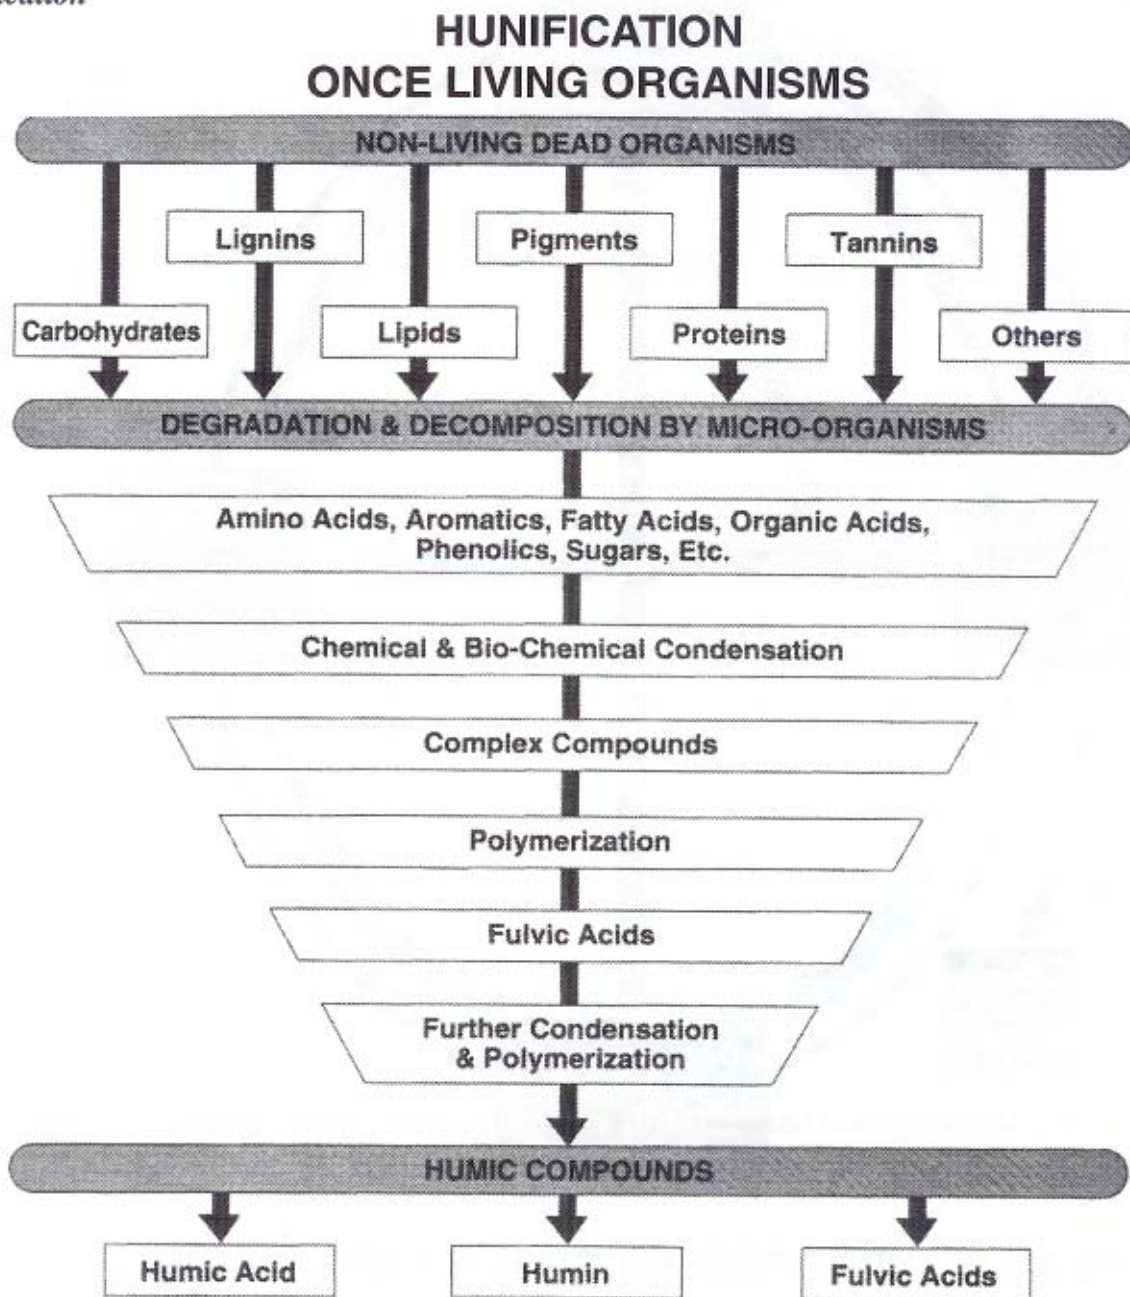 HUNIFICATION
ONCE LIVING ORGANISMS
NON-LIVING DEAD ORGANISMS
Lignins
Pigments
Tannins
Carbohydrates
Lipids
Proteins
Others
DEGRADATION & DECOMPOSITION BY MICRO-ORGANISMS
Amino Acids, Aromatics, Fatty Acids, Organic Acids,
Phenolics, Sugars, Etc.
Chemical & Bio-Chemical Condensation
Complex Compounds
Polymerization
Fulvic Acids
Further Condensation
& Polymerization
HUMIC COMPOUNDS
Humic Acid
Humin
Fulvic Acids